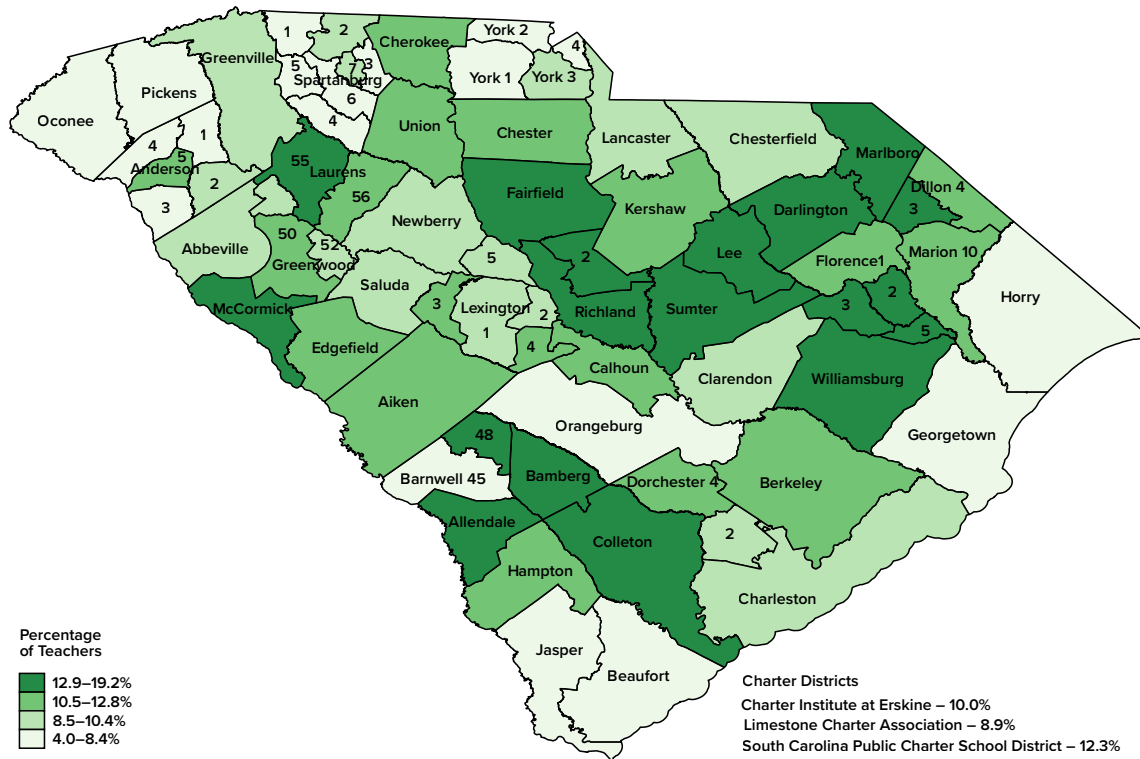 1
2
Cherokee
York 2
4
Greenville
5
7
3
Spartanburg
York 1
York 3
Pickens
6
Oconee
4
Union
Chester
Lancaster
Chesterfield
Marlboro
1
4
5
Anderson
2
3
55
Laurens
56
Fairfield
Kershaw
Darlington
Dillon 4
3
Newberry
Abbeville
50
52
Greenwood
5
2
Lee
Florence1
Marion 10
Saluda
McCormick
3
Lexington
2
1
Richland
Sumter
3
2
5
Horry
Edgefield
4
Calhoun
Clarendon
Williamsburg
Aiken
Orangeburg
Georgetown
48
Barnwell 45
Bamberg
Dorchester 4
Berkeley
Allendale
Colleton
2
Hampton
Charleston
Jasper
Beaufort
Percentage
of Teachers
12.9–19.2%
10.5–12.8%
8.5–10.4%
4.0–8.4%
Charter Districts
Charter Institute at Erskine – 10.0%
Limestone Charter Association – 8.9%
South Carolina Public Charter School District – 12.3%